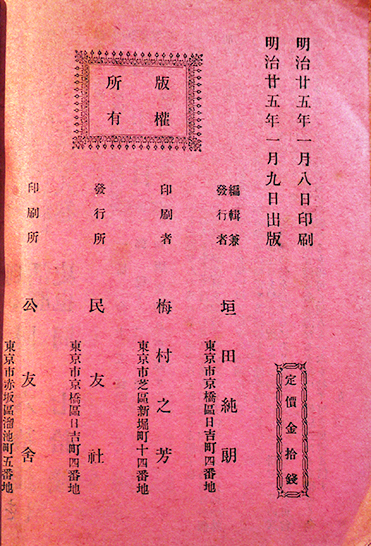 明治廿五年一月八日印刷
明治廿五年一月九日出版
定價金拾錢
版權
所有
編輯兼
發行者
垣田純朗
東京市京橋區日吉町四番地
印刷者
梅村之芳
東京市芝區新堀町十四番地
發行所
民友社
東京市京橋區日吉町四番地
印刷所
公友舍
東京市赤坂區溜池町五番地